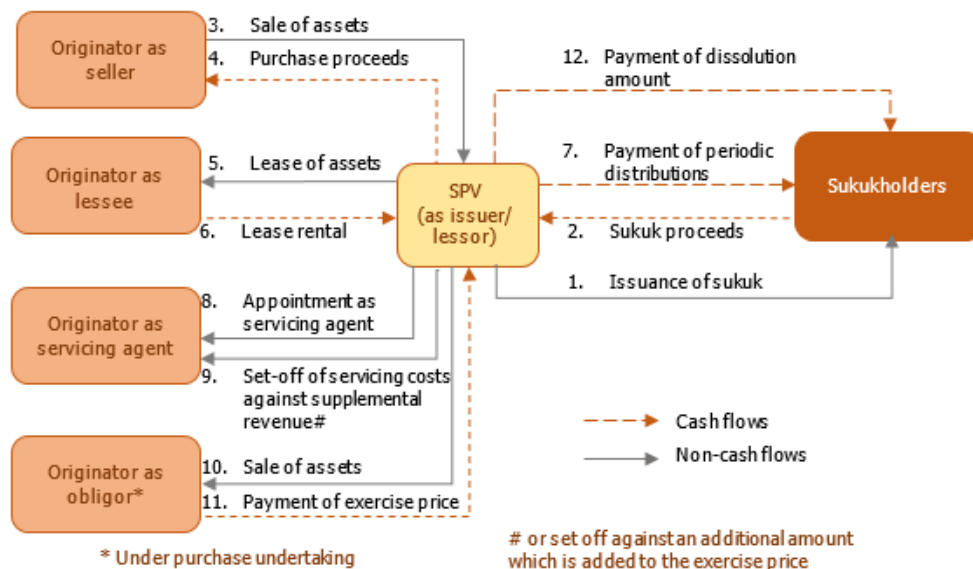 Originator as
seller
3. Sale of assets
4. Purchase proceeds
12. Payment of dissolution
amount
Originator as
lessee
5. Lease of assets
6. Lease rental
SPV
(as issuer/
lessor)
7. Payment of periodic
distributions
Sukukholders
2. Sukuk proceeds
1. Issuance of sukuk
Originator as
servicing agent
8. Appointment as
servicing agent
9. Set-off of servicing costs
against supplemental
revenue#
Cash flows
Non-cash flows
Originator as
obligor*
10. Sale of assets
11. Payment of exercise price
* Under purchase undertaking
# or set off against an additional amount
which is added to the exercise price